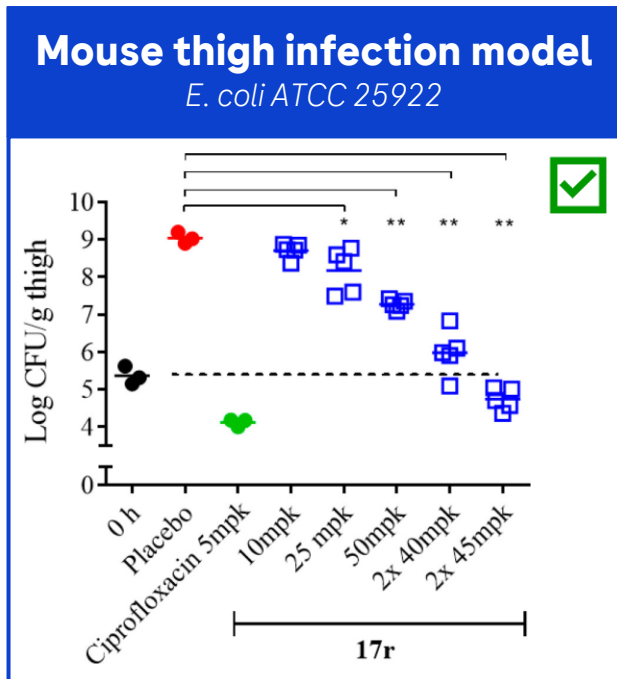 Mouse thigh infection model
E. coli ATCC 25922
* ** ** **
Log CFU/g thigh
10
9
8
7
6
5
4
0
0 h
Placebo
Ciprofloxacin 5mpk
10mpk
25 mpk
50mpk
2x 40mpk
2x 45mpk
17r